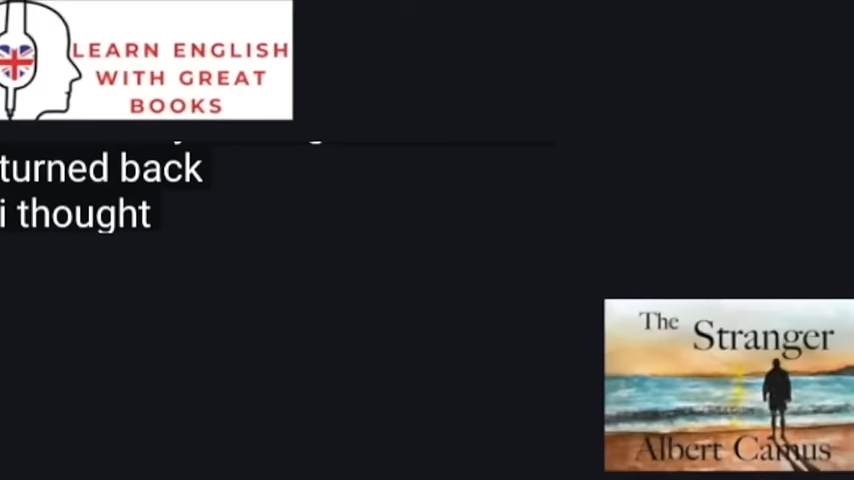 LEARN ENGLISH
WITH GREAT
BOOKS
turned back
i thought
The Stranger
Albert Camus